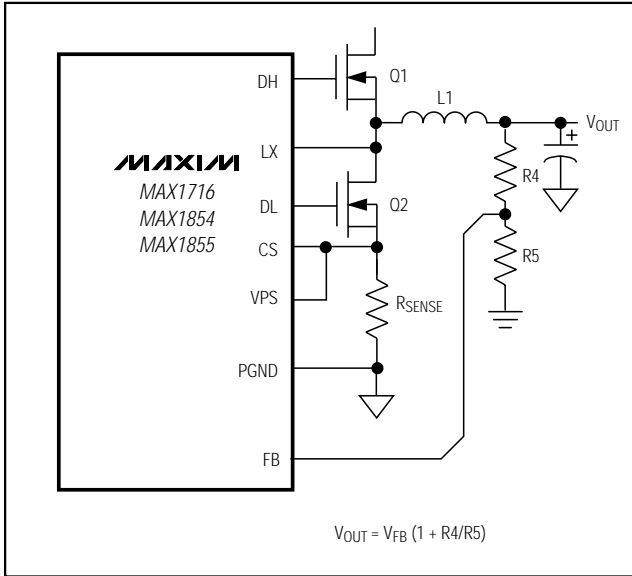 DH
Q1
L1
VOUT
+
LX
MAXIM
R4
MAX1716
MAX1854
MAX1855
DL
Q2
CS
R5
VPS
RSENSE
PGND
FB
VOUT = VFB (1 + R4/R5)